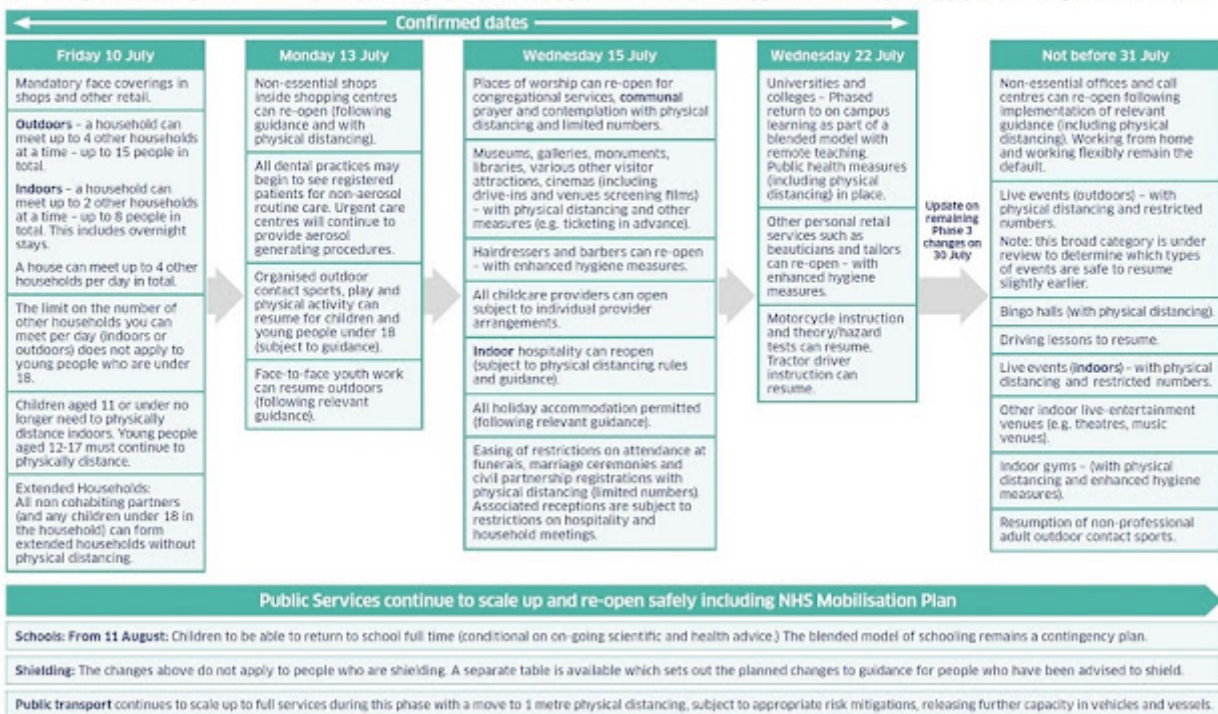 Confirmed dates
Friday 10 July
Mandatory face coverings in
shops and other retail.
Outdoors – a household can
meet up to 4 other households
at a time – up to 15 people in
total.
Indoors – a household can
meet up to 2 other households
at a time – up to 8 people in
total. This includes overnight
stays.
A house can meet up to 4 other
households per day in total.
The limit on the number of
other households you can
meet per day (indoors or
outdoors) does not apply to
young people who are under
18.
Children aged 11 or under no
longer need to physically
distance indoors. Young people
aged 12-17 must continue to
physically distance.
Extended Households:
All non cohabiting partners
(and any children under 18 in
the household) can form
extended households without
physical distancing.
Monday 13 July
Non-essential shops
inside shopping centres
can re-open (following
guidance and with
physical distancing).
All dental practices may
begin to see registered
patients for non-aerosol
routine care. Urgent care
centres will continue to
provide aerosol
generating procedures.
Organised outdoor
contact sports, play and
physical activity can
resume for children and
young people under 18
(subject to guidance).
Face-to-face youth work
can resume outdoors
(following relevant
guidance).
Wednesday 15 July
Places of worship can re-open for
congregational services, communal
prayer and contemplation with physical
distancing and limited numbers.
Museums, galleries, monuments,
libraries, various other visitor
attractions, cinemas (including
drive-ins and venues screening films)
– with physical distancing and other
measures (e.g. ticketing in advance).
Hairdressers and barbers can re-open
– with enhanced hygiene measures.
All childcare providers can open
subject to individual provider
arrangements.
Indoor hospitality can reopen
(subject to physical distancing rules
and guidance).
All holiday accommodation permitted
(following relevant guidance).
Easing of restrictions on attendance at
funerals, marriage ceremonies and
civil partnership registrations with
physical distancing (limited numbers)
Associated receptions are subject to
restrictions on hospitality and
household meetings.
Wednesday 22 July
Universities and
colleges – Phased
return to on campus
learning as part of a
blended model with
remote teaching.
Public health measures
(including physical
distancing) in place.
Other personal retail
services such as
beauticians and tailors
can re-open – with
enhanced hygiene
measures.
Motorcycle instruction
and theory/hazard
tests can resume.
Tractor driver
instruction can
resume.
Update on
remaining
Phase 3
changes on
30 July
Not before 31 July
Non-essential offices and call
centres can re-open following
implementation of relevant
guidance (including physical
distancing). Working from home
and working flexibly remain the
default.
Live events (outdoors) – with
physical distancing and restricted
numbers.
Note: this broad category is under
review to determine which types
of events are safe to resume
slightly earlier.
Bingo halls (with physical distancing).
Driving lessons to resume.
Live events (indoors) – with physical
distancing and restricted numbers.
Other indoor live-entertainment
venues (e.g. theatres, music
venues).
Indoor gyms – (with physical
distancing and enhanced hygiene
measures).
Resumption of non-professional
adult outdoor contact sports.
Public Services continue to scale up and re-open safely including NHS Mobilisation Plan
Schools: From 11 August: Children to be able to return to school full time (conditional on on-going scientific and health advice.) The blended model of schooling remains a contingency plan.
Shielding: The changes above do not apply to people who are shielding. A separate table is available which sets out the planned changes to guidance for people who have been advised to shield.
Public transport continues to scale up to full services during this phase with a move to 1 metre physical distancing, subject to appropriate risk mitigations, releasing further capacity in vehicles and vessels.